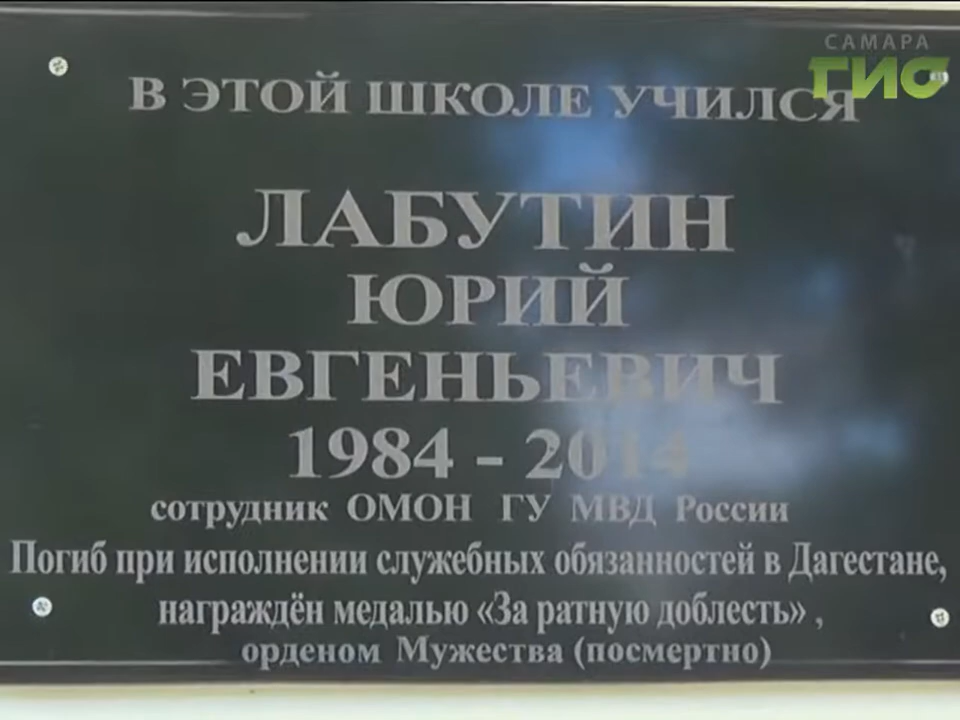 САМАРА
ГИС
В ЭТОЙ ШКОЛЕ УЧИЛСЯ
ЛАБУТИН
ЮРИЙ
ЕВГЕНЬЕВИЧ
1984 - 2014
сотрудник ОМОН ГУ МВД России
Погиб при исполнении служебных обязанностей в Дагестане,
награждён медалью «За ратную доблесть» ,
орденом Мужества (посмертно)